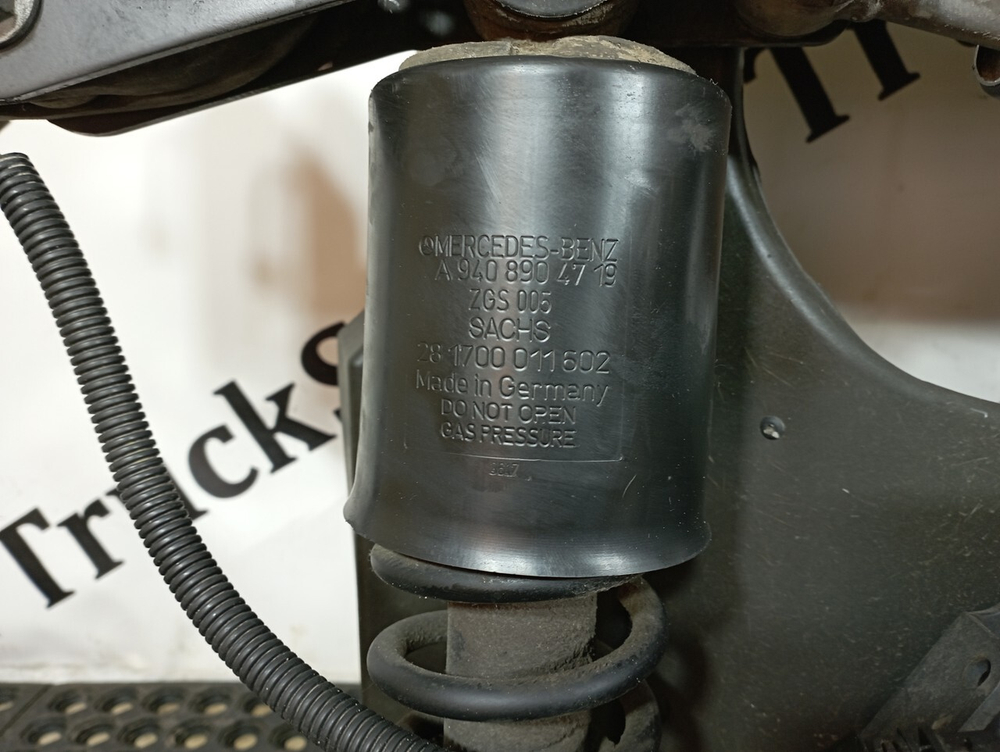 MERCEDES-BENZ
A 940 890 47 19
ZGS 005
SACHS
28 1700 011 602
Made in Germany
DO NOT OPEN
GAS PRESSURE
Trucks